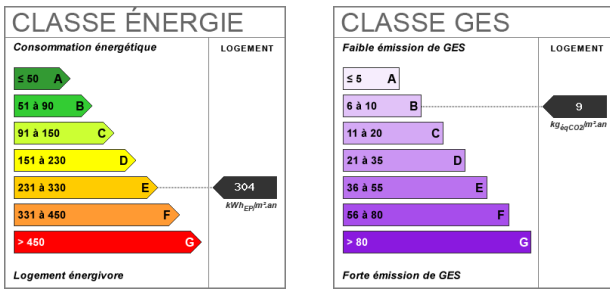 CLASSE ÉNERGIE
Consommation énergétique
LOGEMENT
≤ 50 A
51 à 90 B
91 à 150 C
151 à 230 D
231 à 330 E
304
kWhEP/m².an
331 à 450 F
> 450 G
Logement énergivore
CLASSE GES
Faible émission de GES
LOGEMENT
≤ 5 A
6 à 10 B
9
kgéqCO2/m².an
11 à 20 C
21 à 35 D
36 à 55 E
56 à 80 F
> 80 G
Forte émission de GES